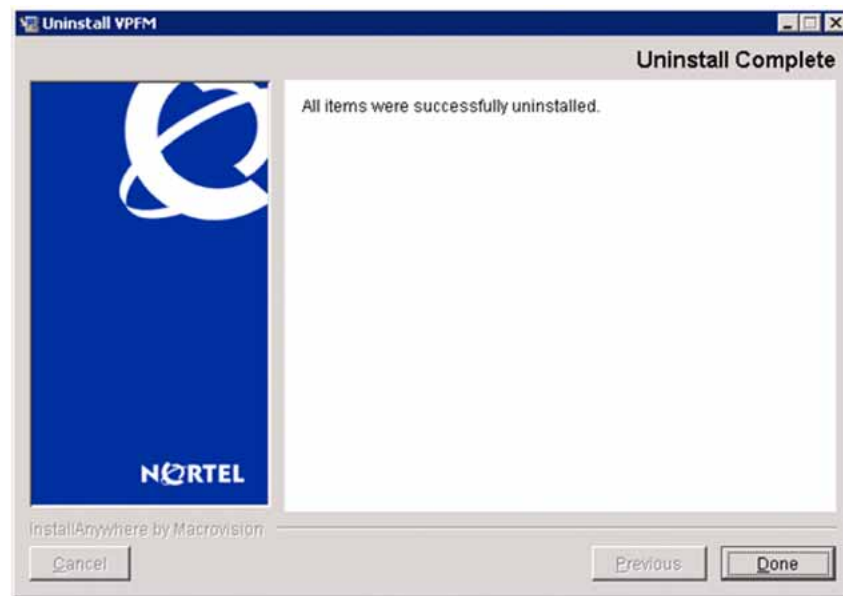 Uninstall VPFM
Uninstall Complete
All items were successfully uninstalled.
NORTEL
InstallAnywhere by Macrovision
Cancel
Previous
Done